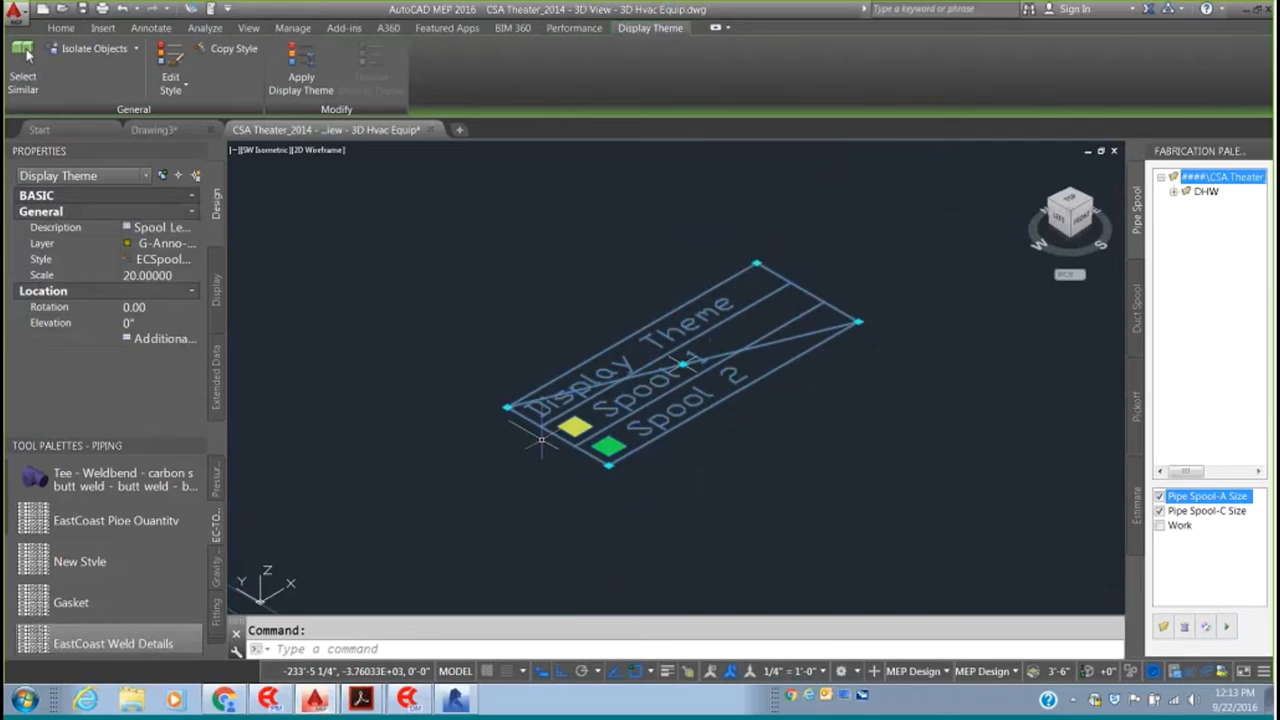 AutoCAD MEP 2016 CSA Theater_2014 - 3D View - 3D Hvac Equip.dwg
Type a keyword or phrase
Sign In
Home Insert Annotate Analyze View Manage Add-ins A360 Featured Apps BIM 360 Performance Display Theme
Isolate Objects
Copy Style
Select Similar
Edit Style
Apply Display Theme
General
Modify
Start
Drawing3*
CSA Theater_2014 - ...iew - 3D Hvac Equip*
PROPERTIES
[−][SW Isometric][2D Wireframe]
FABRICATION PALE...
Display Theme
BASIC
General
Description Spool Le...
Layer G-Anno-...
Style ECSpool...
Scale 20.00000
Location
Rotation 0.00
Elevation 0"
Additiona...
Design
Display
Extended Data
####\CSA Theater
DHW
Pipe Spool
Duct Spool
Pickoff
Estimate
TOP
LEFT
FRONT
W
S
Display Theme
Spool 1
Spool 2
TOOL PALETTES - PIPING
Tee - Weldbend - carbon s
butt weld - butt weld - b...
EastCoast Pipe Quantity
New Style
Gasket
EastCoast Weld Details
Pressur...
EC-TO...
Gravity...
Fitting
Pipe Spool-A Size
Pipe Spool-C Size
Work
Z
Y
X
Command:
Type a command
-233'-5 1/4", -3.76033E+03, 0'-0" MODEL
1/4" = 1'-0"
MEP Design
MEP Design
3'-6"
+0"
12:13 PM
9/22/2016